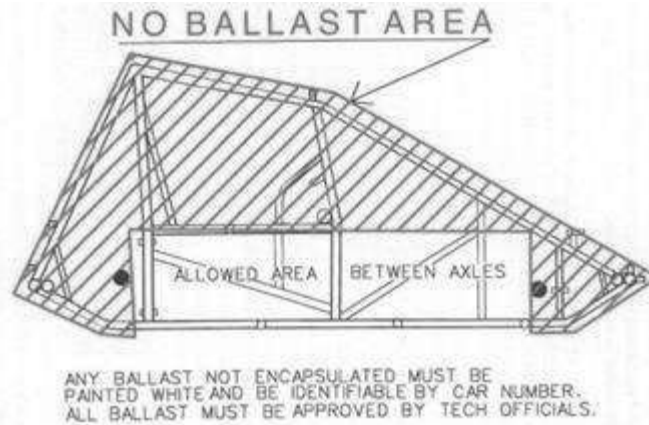 NO BALLAST AREA
ALLOWED AREA BETWEEN AXLES
ANY BALLAST NOT ENCAPSULATED MUST BE
PAINTED WHITE AND BE IDENTIFIABLE BY CAR NUMBER.
ALL BALLAST MUST BE APPROVED BY TECH OFFICIALS.